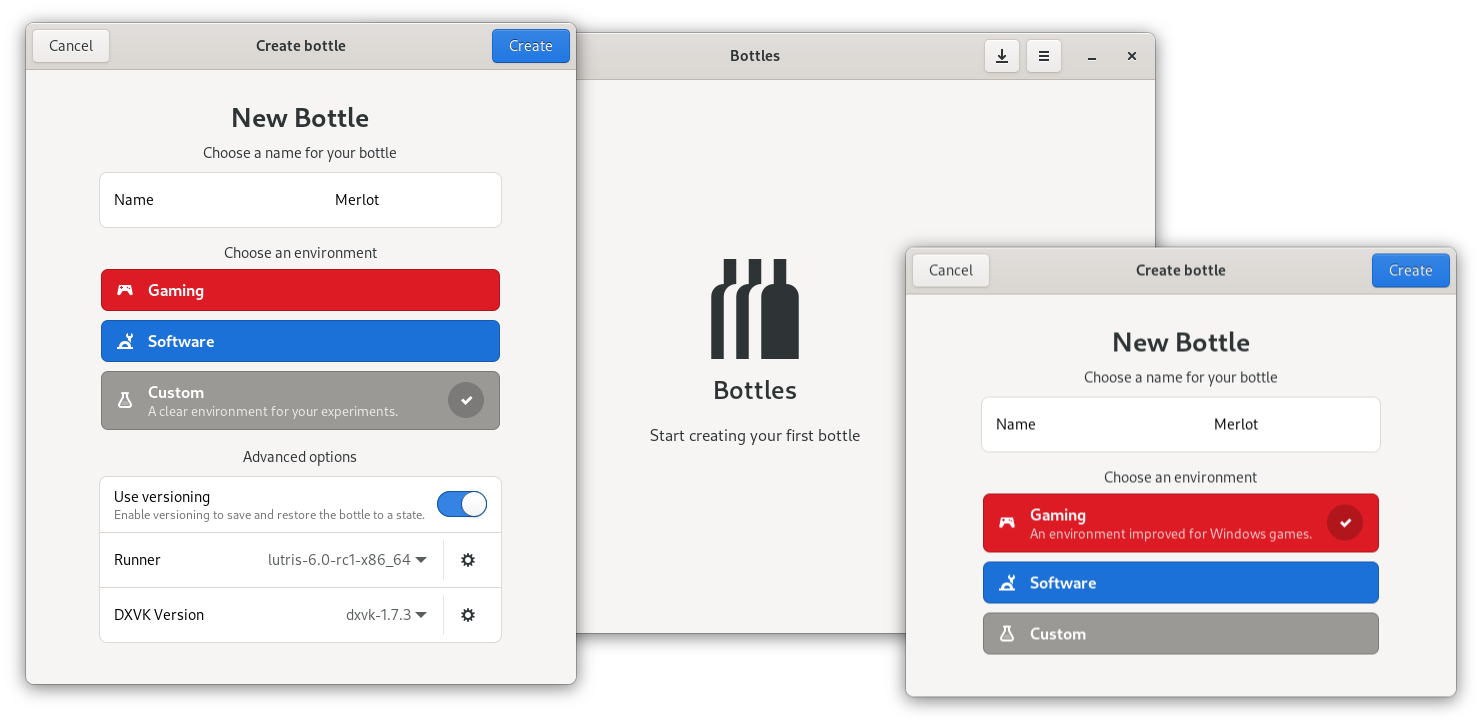 Cancel
Create bottle
Create
New Bottle
Choose a name for your bottle
Name
Merlot
Choose an environment
Gaming
Software
Custom
A clear environment for your experiments.
Advanced options
Use versioning
Enable versioning to save and restore the bottle to a state.
Runner
lutris-6.0-rc1-x86_64
DXVK Version
dxvk-1.7.3
Bottles
Bottles
Start creating your first bottle
Cancel
Create bottle
Create
New Bottle
Choose a name for your bottle
Name
Merlot
Choose an environment
Gaming
An environment improved for Windows games.
Software
Custom